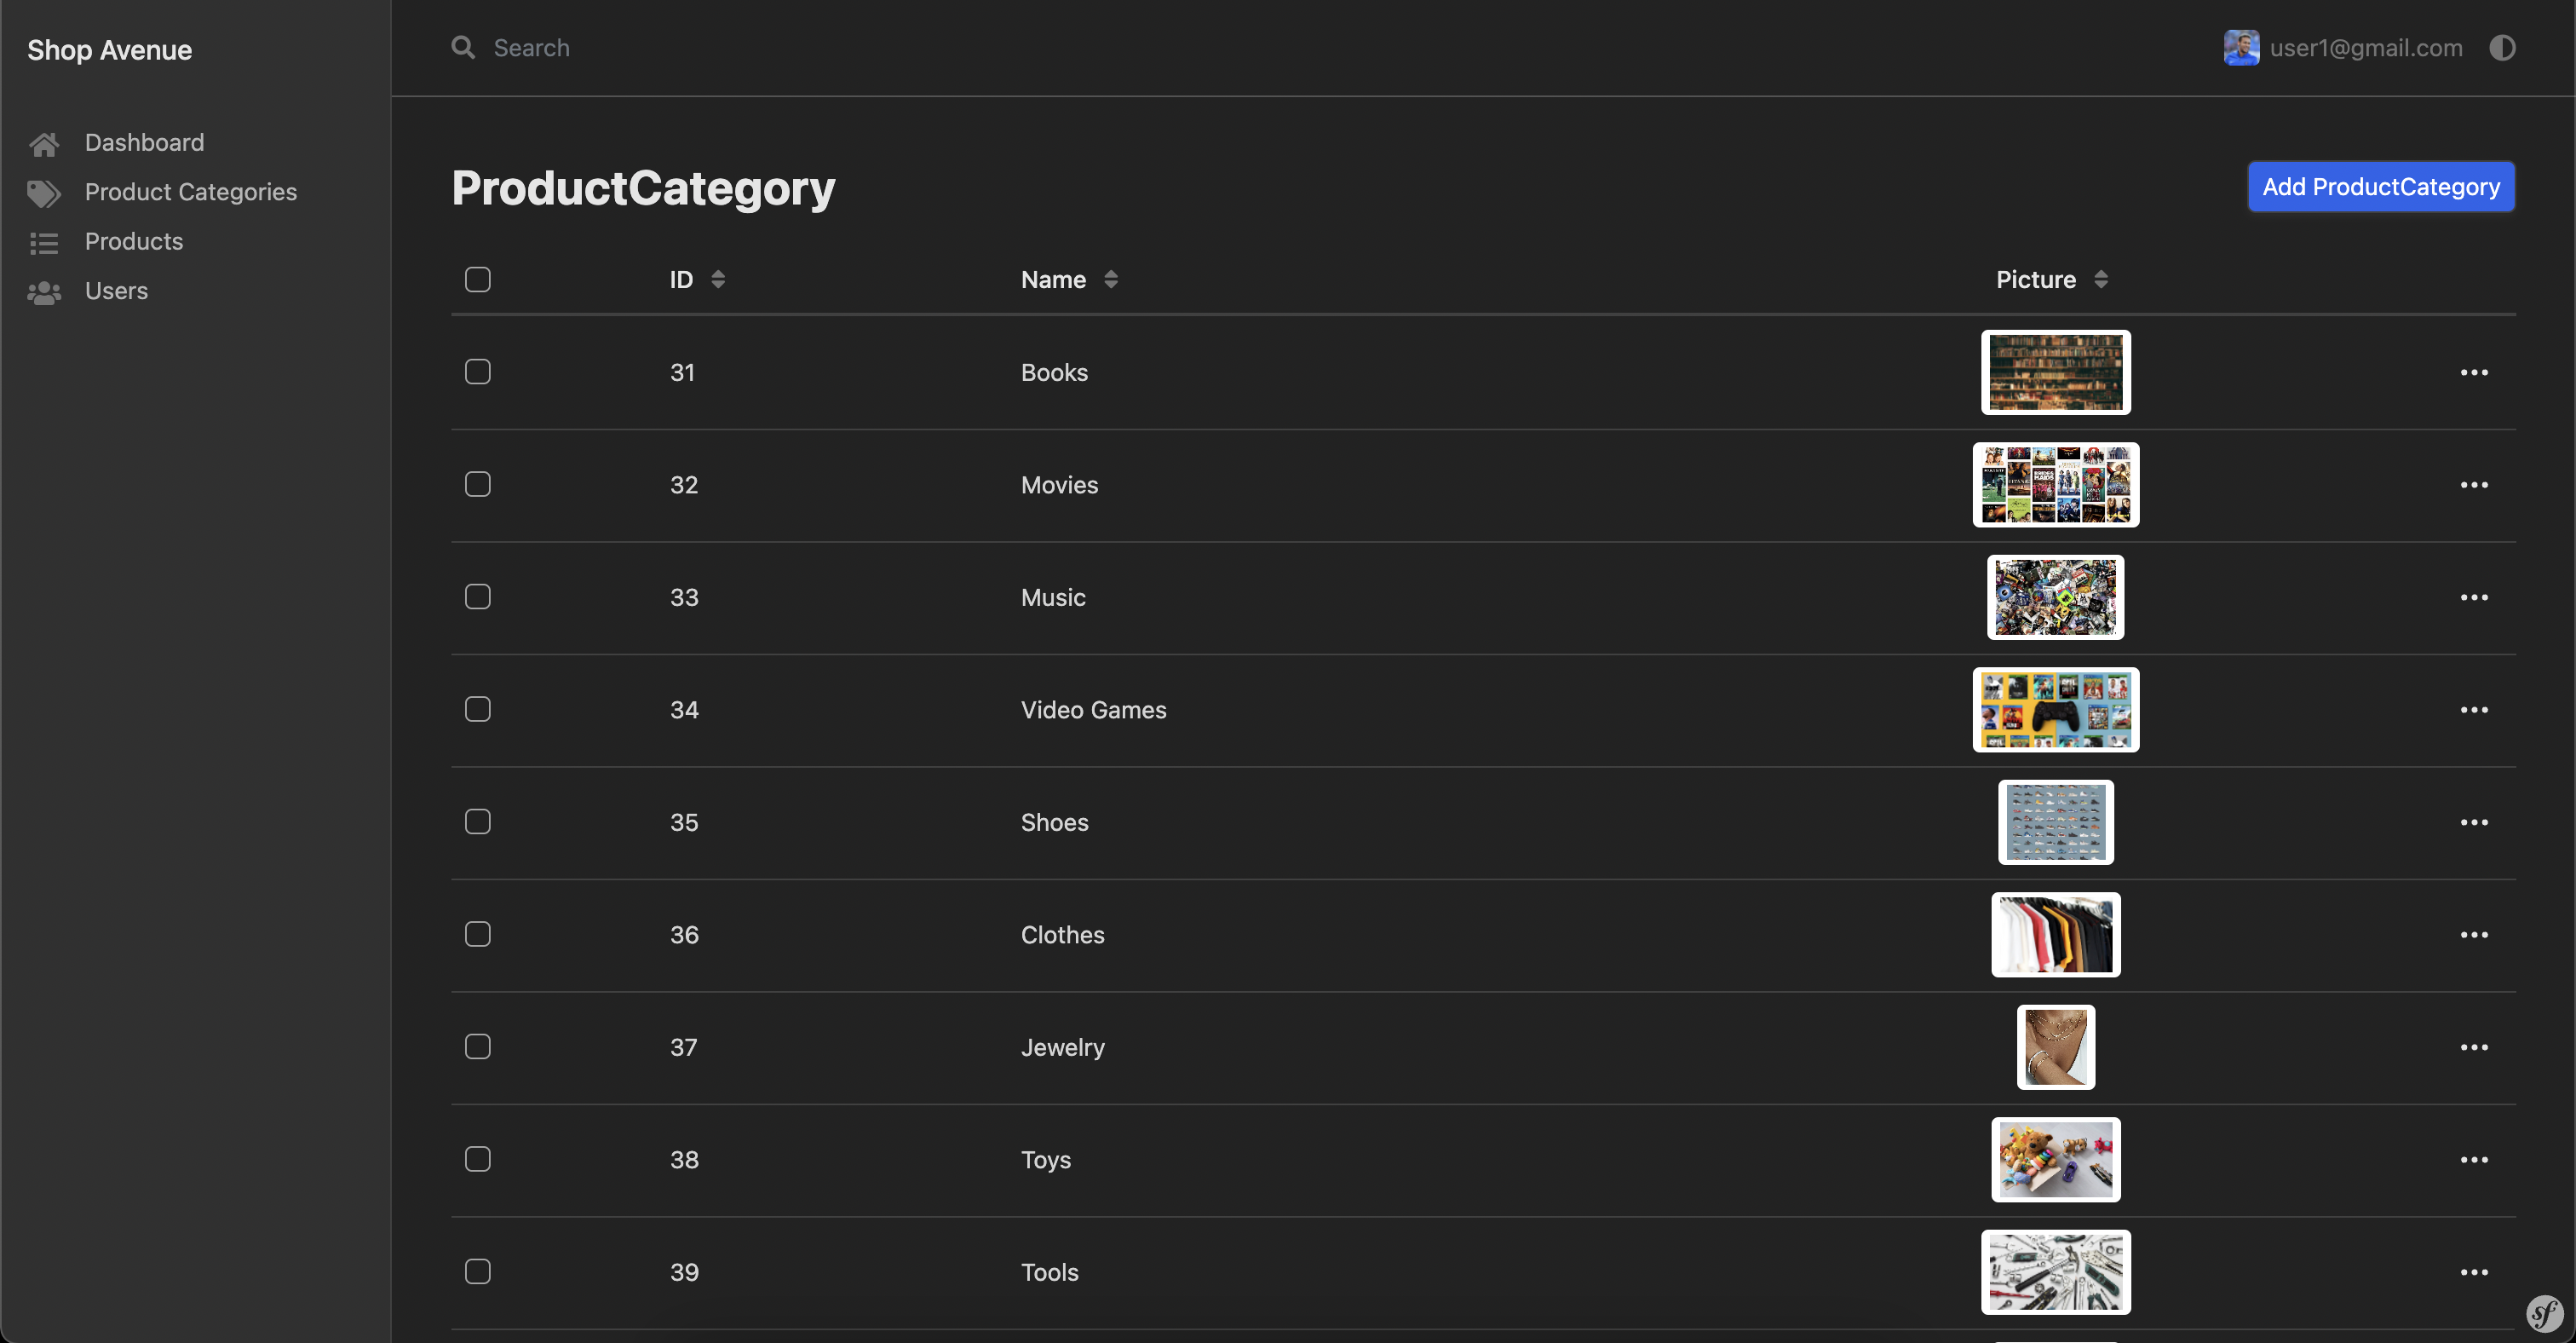 Shop Avenue
Search
user1@gmail.com
Dashboard
Product Categories
Products
Users
ProductCategory
Add ProductCategory
ID Name Picture
31 Books
32 Movies
33 Music
34 Video Games
35 Shoes
36 Clothes
37 Jewelry
38 Toys
39 Tools
sf